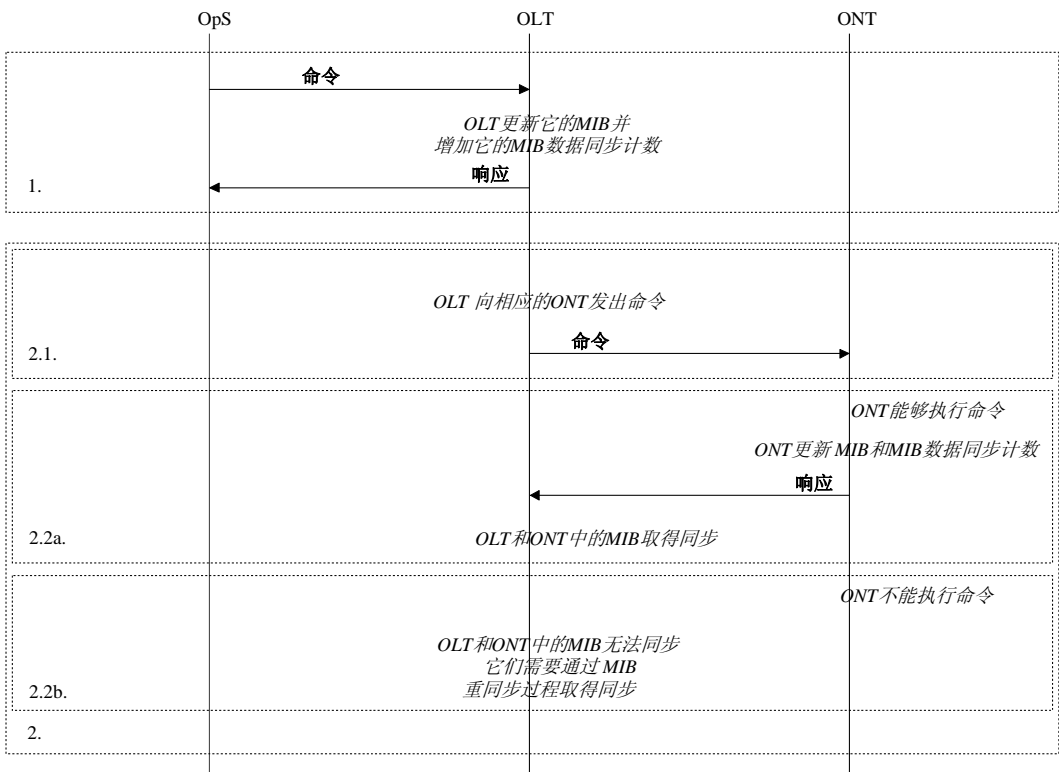 OpS
OLT
ONT
命令
OLT更新它的MIB并
增加它的MIB数据同步计数
响应
1.
OLT 向相应的ONT发出命令
命令
2.1.
ONT能够执行命令
ONT更新 MIB和MIB数据同步计数
响应
2.2a.
OLT和ONT中的MIB取得同步
ONT不能执行命令
OLT和ONT中的MIB无法同步
它们需要通过 MIB
重同步过程取得同步
2.2b.
2.